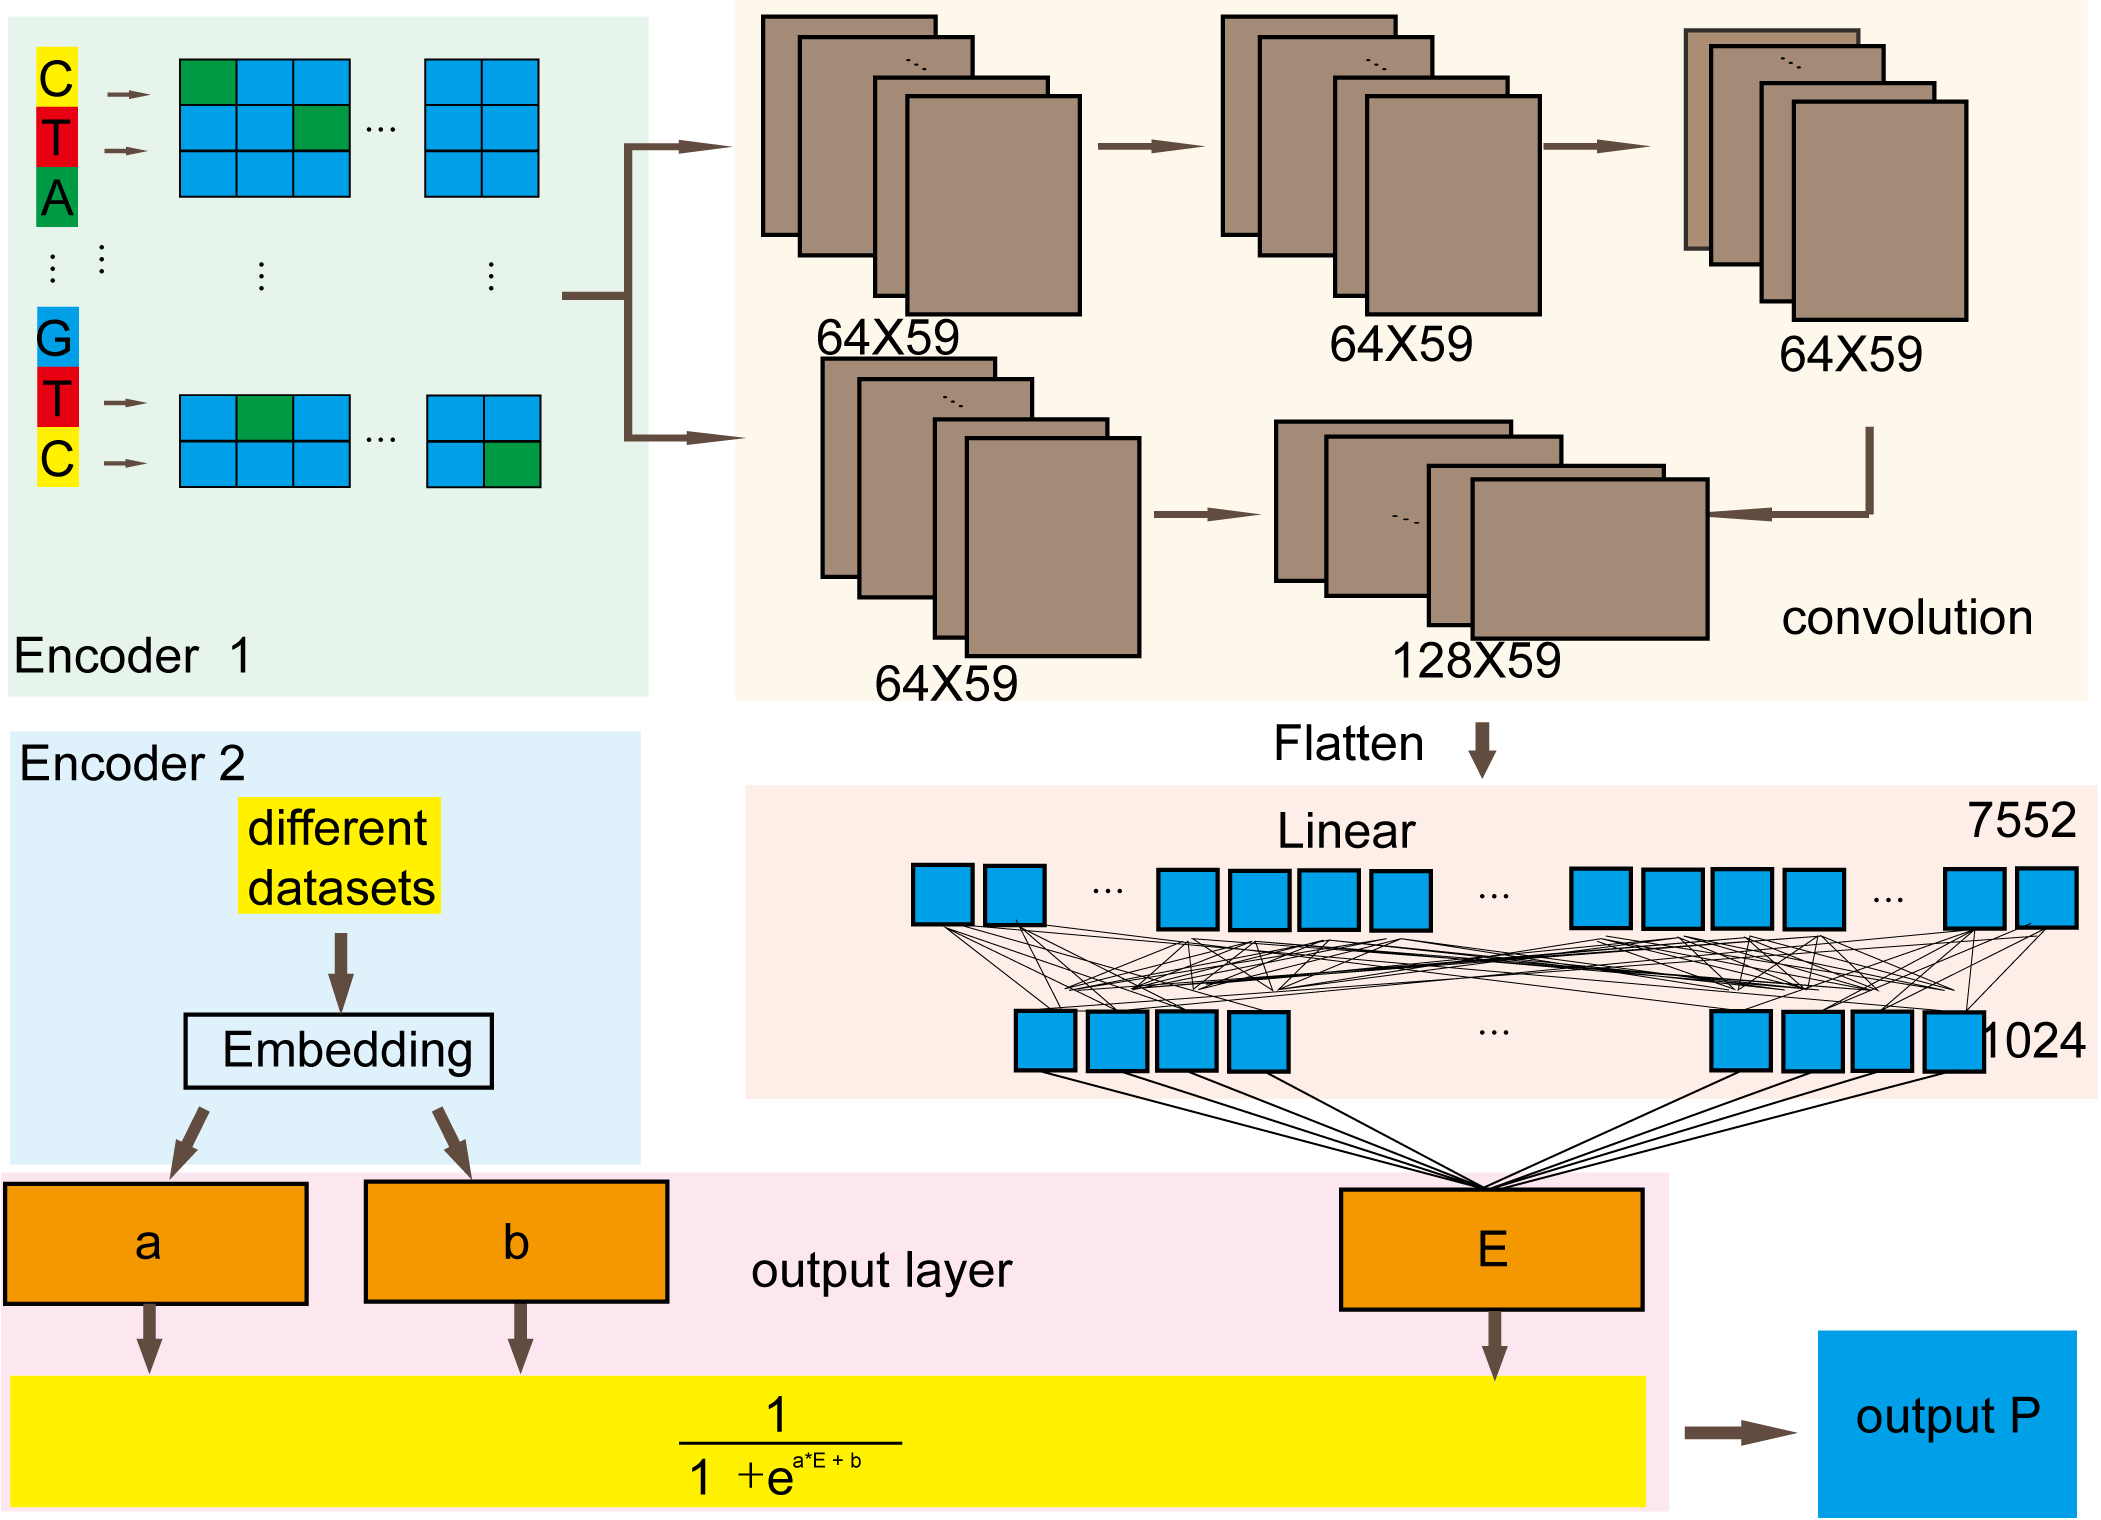 C
T
A
G
T
C
Encoder 1
64X59
64X59
64X59
64X59
128X59
convolution
Flatten
Encoder 2
different
datasets
Embedding
Linear
7552
1024
a
b
output layer
E
1
1 +e^a*E + b
output P